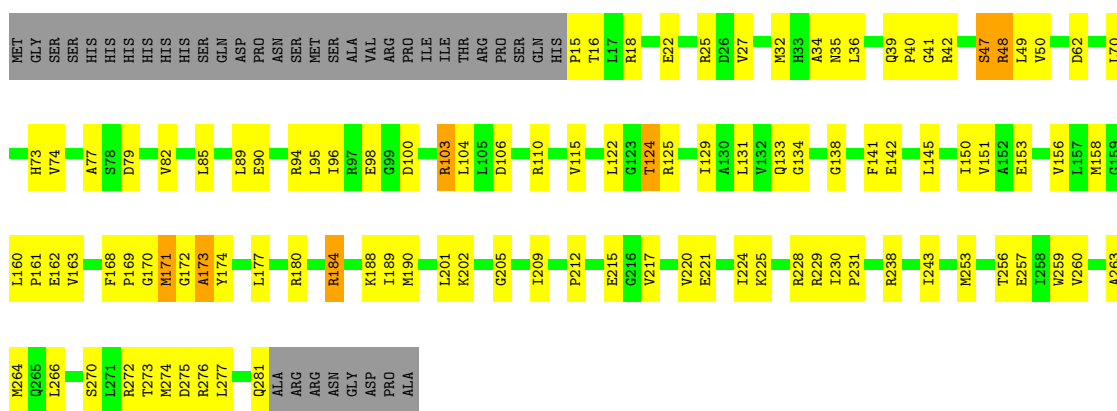 MET GLY SER SER HIS HIS HIS HIS HIS HIS SER GLN ASP PRO ASN SER MET SER ALA VAL ARG PRO ILE ILE THR ARG PRO SER GLN HIS P15 T16 L17 R18 E22 R25 D26 V27 M32 H33 A34 N35 L36 Q39 P40 G41 R42 S47 R48 L49 V50 D62 L70
H73 V74 A77 S78 D79 V82 L85 L89 E90 R94 L95 I96 R97 E98 G99 D100 R103 L104 L105 D106 R110 V115 L122 G123 T124 R125 I129 A130 L131 V132 Q133 G134 G138 F141 E142 L145 I150 V151 A152 E153 V156 L157 M158 G159
L160 P161 E162 V163 F168 P169 G170 M171 G172 A173 Y174 L177 R180 R184 K188 I189 M190 L201 K202 G205 I209 P212 E215 G216 V217 V220 E221 I224 K225 R228 R229 I230 P231 R238 I243 M253 T256 E257 I258 W259 V260 A263
M264 Q265 L266 S270 L271 R272 T273 M274 D275 R276 L277 Q281 ALA ARG ARG ASN GLY ASP PRO ALA